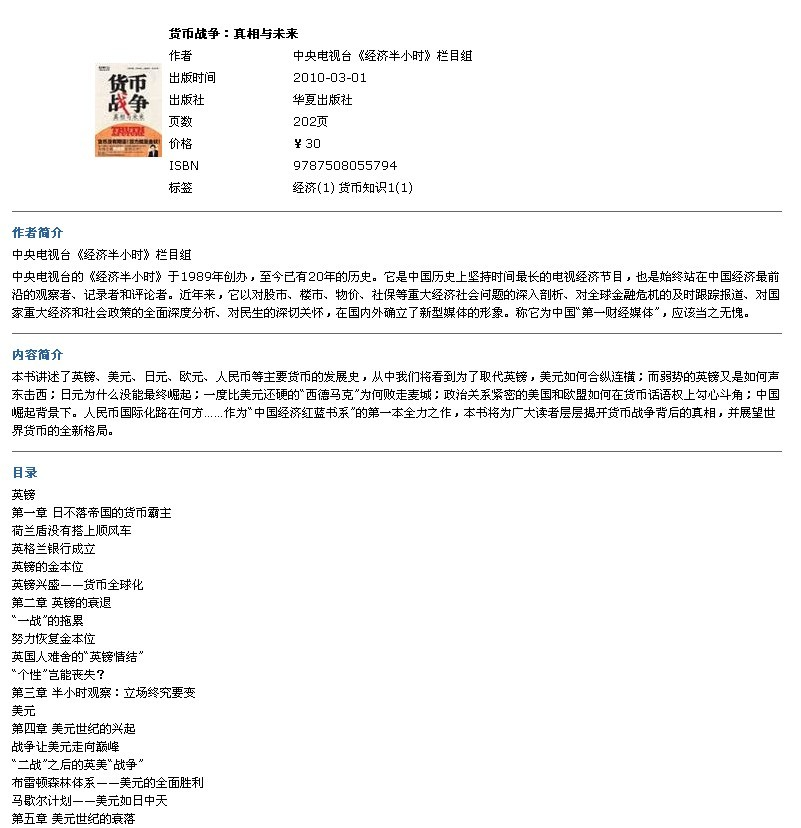 货币战争：真相与未来
作者 中央电视台《经济半小时》栏目组
出版时间 2010-03-01
出版社 华夏出版社
页数 202页
价格 ￥30
ISBN 9787508055794
标签 经济(1) 货币知识1(1)
货币
战争
真相与未来
作者简介
中央电视台《经济半小时》栏目组
中央电视台的《经济半小时》于1989年创办，至今已有20年的历史。它是中国历史上坚持时间最长的电视经济节目，也是始终站在中国经济最前
沿的观察者、记录者和评论者。近年来，它以对股市、楼市、物价、社保等重大经济社会问题的深入剖析、对全球金融危机的及时跟踪报道、对国
家重大经济和社会政策的全面深度分析、对民生的深切关怀，在国内外确立了新型媒体的形象。称它为中国“第一财经媒体”，应该当之无愧。
内容简介
本书讲述了英镑、美元、日元、欧元、人民币等主要货币的发展史，从中我们将看到为了取代英镑，美元如何合纵连横；而弱势的英镑又是如何声
东击西；日元为什么没能最终崛起；一度比美元还硬的“西德马克”为何败走麦城；政治关系紧密的美国和欧盟如何在货币话语权上勾心斗角；中国
崛起背景下。人民币国际化路在何方……作为“中国经济红蓝书系”的第一本全力之作，本书将为广大读者层层揭开货币战争背后的真相，并展望世
界货币的全新格局。
目录
英镑
第一章 日不落帝国的货币霸主
荷兰盾没有搭上顺风车
英格兰银行成立
英镑的金本位
英镑兴盛——货币全球化
第二章 英镑的衰退
“一战”的拖累
努力恢复金本位
英国人难舍的“英镑情结”
“个性”岂能丧失？
第三章 半小时观察：立场终究要变
美元
第四章 美元世纪的兴起
战争让美元走向巅峰
“二战”之后的英美“战争”
布雷顿森林体系——美元的全面胜利
马歇尔计划——美元如日中天
第五章 美元世纪的衰落